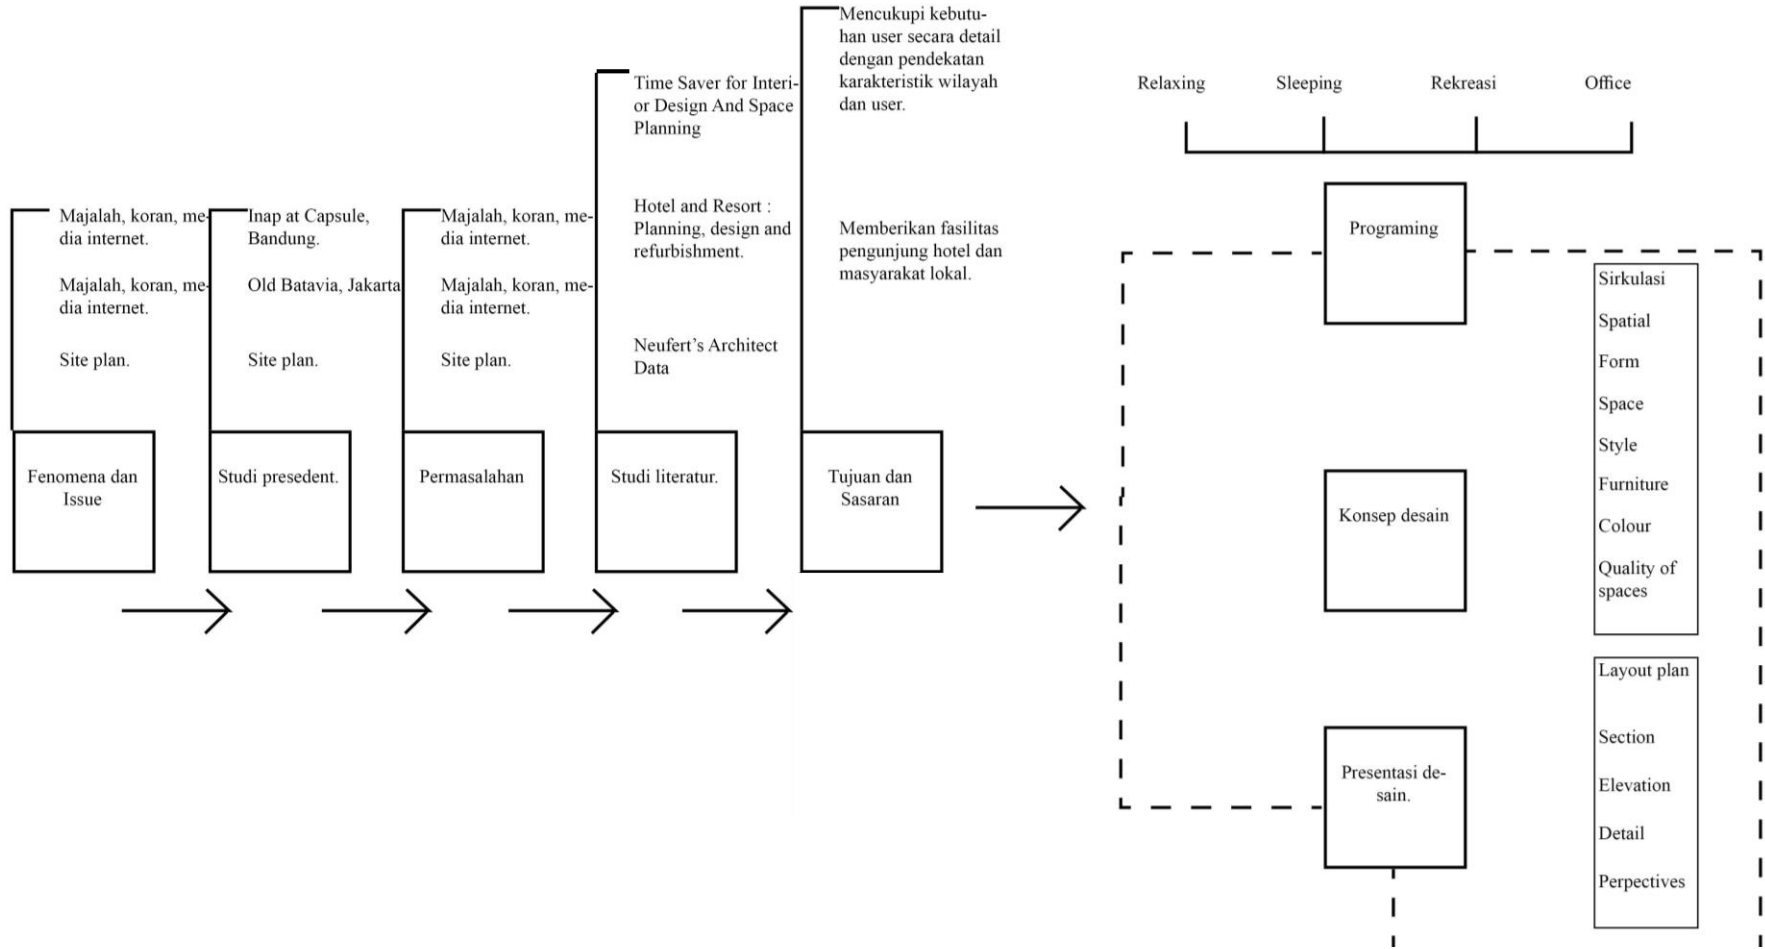 Majalah, koran, me-
dia internet.
Majalah, koran, me-
dia internet.
Site plan.
Fenomena dan
Issue
Inap at Capsule,
Bandung.
Old Batavia, Jakarta
Site plan.
Studi presedent.
Majalah, koran, me-
dia internet.
Majalah, koran, me-
dia internet.
Site plan.
Permasalahan
Time Saver for Interi-
or Design And Space
Planning
Hotel and Resort :
Planning, design and
refurbishment.
Neufert’s Architect
Data
Studi literatur.
Mencukupi kebutu-
han user secara detail
dengan pendekatan
karakteristik wilayah
dan user.
Memberikan fasilitas
pengunjung hotel dan
masyarakat lokal.
Tujuan dan
Sasaran
Relaxing
Sleeping
Rekreasi
Office
Programing
Konsep desain
Presentasi de-
sain.
Sirkulasi
Spatial
Form
Space
Style
Furniture
Colour
Quality of
spaces
Layout plan
Section
Elevation
Detail
Perpectives